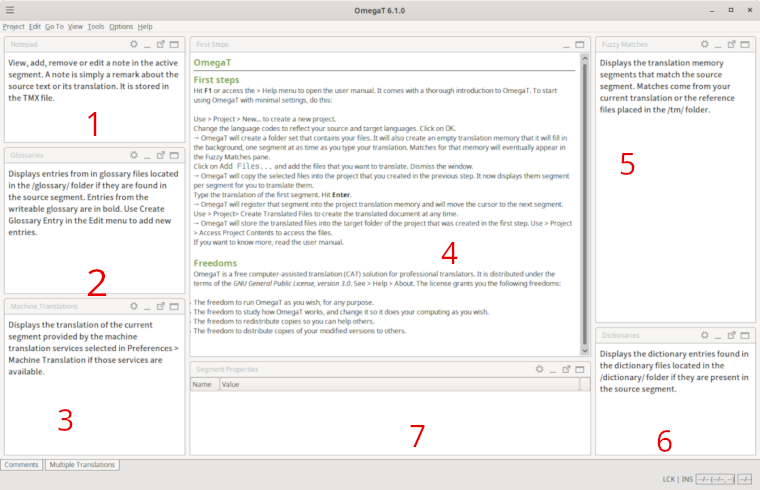 OmegaT 6.1.0
Project Edit Go To View Tools Options Help
Notepad
View, add, remove or edit a note in the active
segment. A note is simply a remark about the
source text or its translation. It is stored in
the TMX file.
1
Glossaries
Displays entries from in glossary files located
in the /glossary/ folder if they are found in
the source segment. Entries from the
writeable glossary are in bold. Use Create
Glossary Entry in the Edit menu to add new
entries.
2
Machine Translations
Displays the translation of the current
segment provided by the machine
translation services selected in Preferences >
Machine Translation if those services are
available.
3
First Steps
OmegaT
First steps
Hit F1 or access the > Help menu to open the user manual. It comes with a thorough introduction to OmegaT. To start
using OmegaT with minimal settings, do this:
Use > Project > New... to create a new project.
Change the language codes to reflect your source and target languages. Click on OK.
→ OmegaT will create a folder set that contains your files. It will also create an empty translation memory that it will fill in
the background, one segment at as time as you type your translation. Matches for that memory will eventually appear in
the Fuzzy Matches pane.
Click on Add Files... and add the files that you want to translate. Dismiss the window.
→ OmegaT will copy the selected files into the project that you created in the previous step. It now displays them segment
per segment for you to translate them.
Type the translation of the first segment. Hit Enter.
→ OmegaT will register that segment into the project translation memory and will move the cursor to the next segment.
Use > Project> Create Translated Files to create the translated document at any time.
→ OmegaT will store the translated files into the target folder of the project that was created in the first step. Use > Project
> Access Project Contents to access the files.
If you want to know more, read the user manual.
4
Freedoms
OmegaT is a free computer-assisted translation (CAT) solution for professional translators. It is distributed under the
terms of the GNU General Public License, version 3.0. See > Help > About. The license grants you the following freedoms:
The freedom to run OmegaT as you wish, for any purpose.
The freedom to study how OmegaT works, and change it so it does your computing as you wish.
The freedom to redistribute copies so you can help others.
The freedom to distribute copies of your modified versions to others.
Segment Properties
Name Value
7
Fuzzy Matches
Displays the translation memory
segments that match the source
segment. Matches come from your
current translation or the reference
files placed in the /tm/ folder.
5
Dictionaries
Displays the dictionary entries found in
the dictionary files located in the
/dictionary/ folder if they are present in
the source segment.
6
Comments Multiple Translations
LCK | INS --/-- (--/--, --) --/--